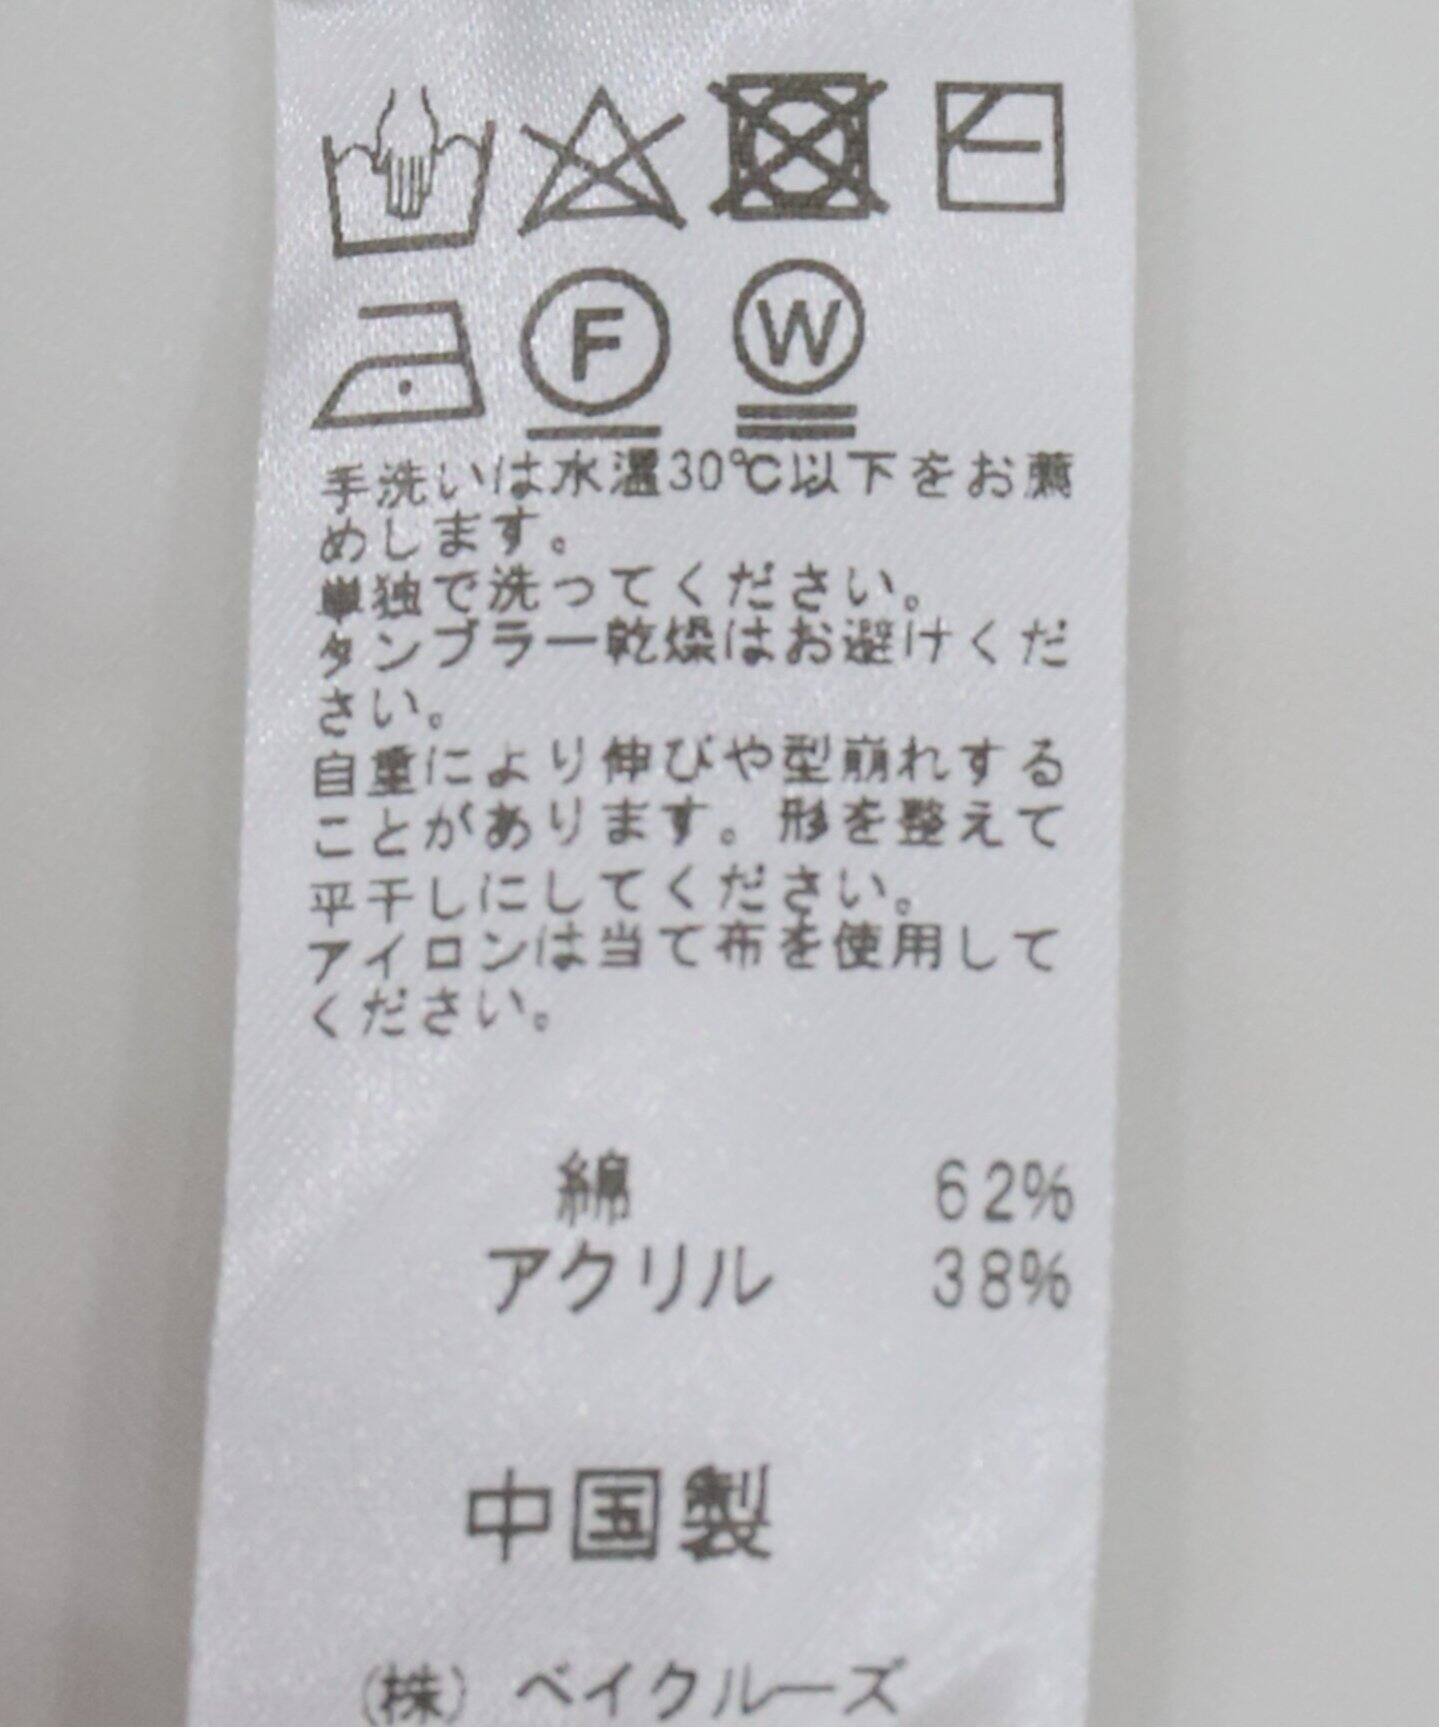 F W
手洗いは水温30℃以下をお薦
めします。
単独で洗ってください。
タンブラー乾燥はお避けくだ
さい。
自重により伸びや型崩れする
ことがあります。形を整えて
平干しにしてください。
アイロンは当て布を使用して
ください。
綿 62%
アクリル 38%
中国製
(株) ベイクルーズ